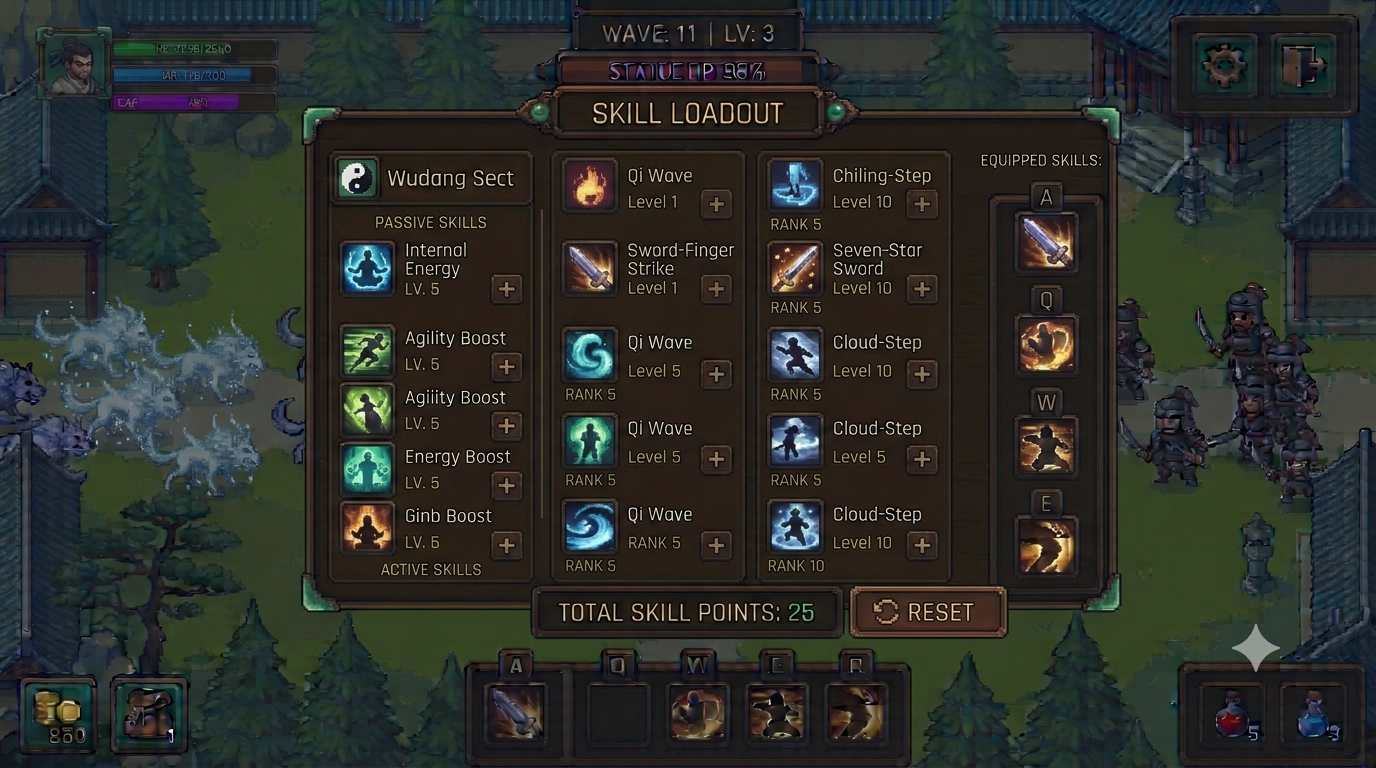 WAVE: 11 | LV: 3
SKILL LOADOUT
Wudang Sect
PASSIVE SKILLS
Internal
Energy
LV. 5
+
Agility Boost
LV. 5
+
Agiiity Boost
LV. 5
+
Energy Boost
LV. 5
+
Ginb Boost
LV. 5
+
ACTIVE SKILLS
Qi Wave
Level 1
+
Sword-Finger
Strike
Level 1
+
Qi Wave
Level 5
+
RANK 5
Qi Wave
Level 5
+
RANK 5
Qi Wave
RANK 5
+
RANK 5
Chiling-Step
Level 10
+
RANK 5
Seven-Star
Sword
Level 10
+
RANK 5
Cloud-Step
Level 10
+
RANK 5
Cloud-Step
Level 5
+
RANK 5
Cloud-Step
Level 10
+
RANK 10
EQUIPPED SKILLS:
A
Q
W
E
TOTAL SKILL POINTS: 25
RESET
A
Q
W
E
R
1
5